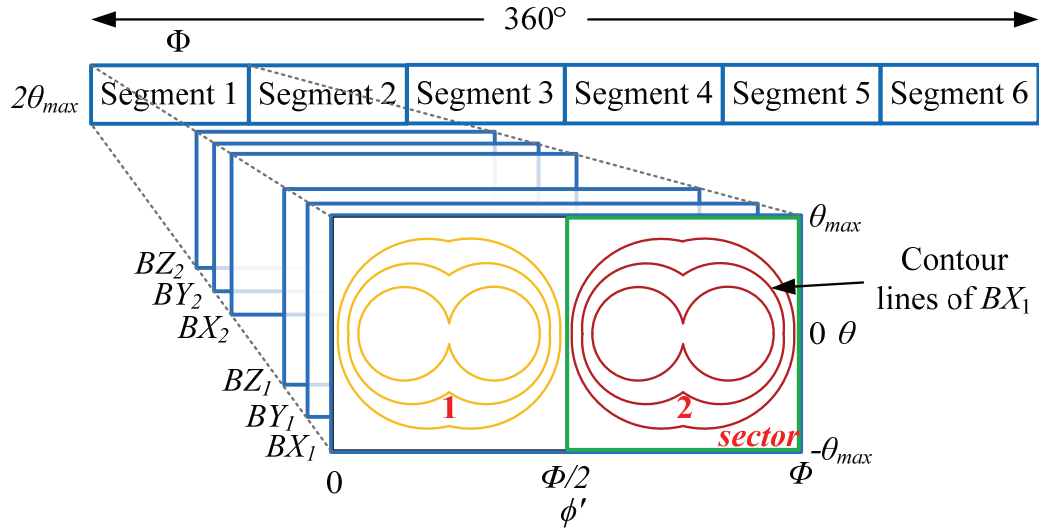 360°
Φ
2θmax Segment 1 Segment 2 Segment 3 Segment 4 Segment 5 Segment 6
θmax
BZ2
BY2
BX2
Contour
lines of BX1
0 θ
BZ1
BY1
BX1
1
2
sector
-θmax
0
Φ/2
Φ
ϕ'